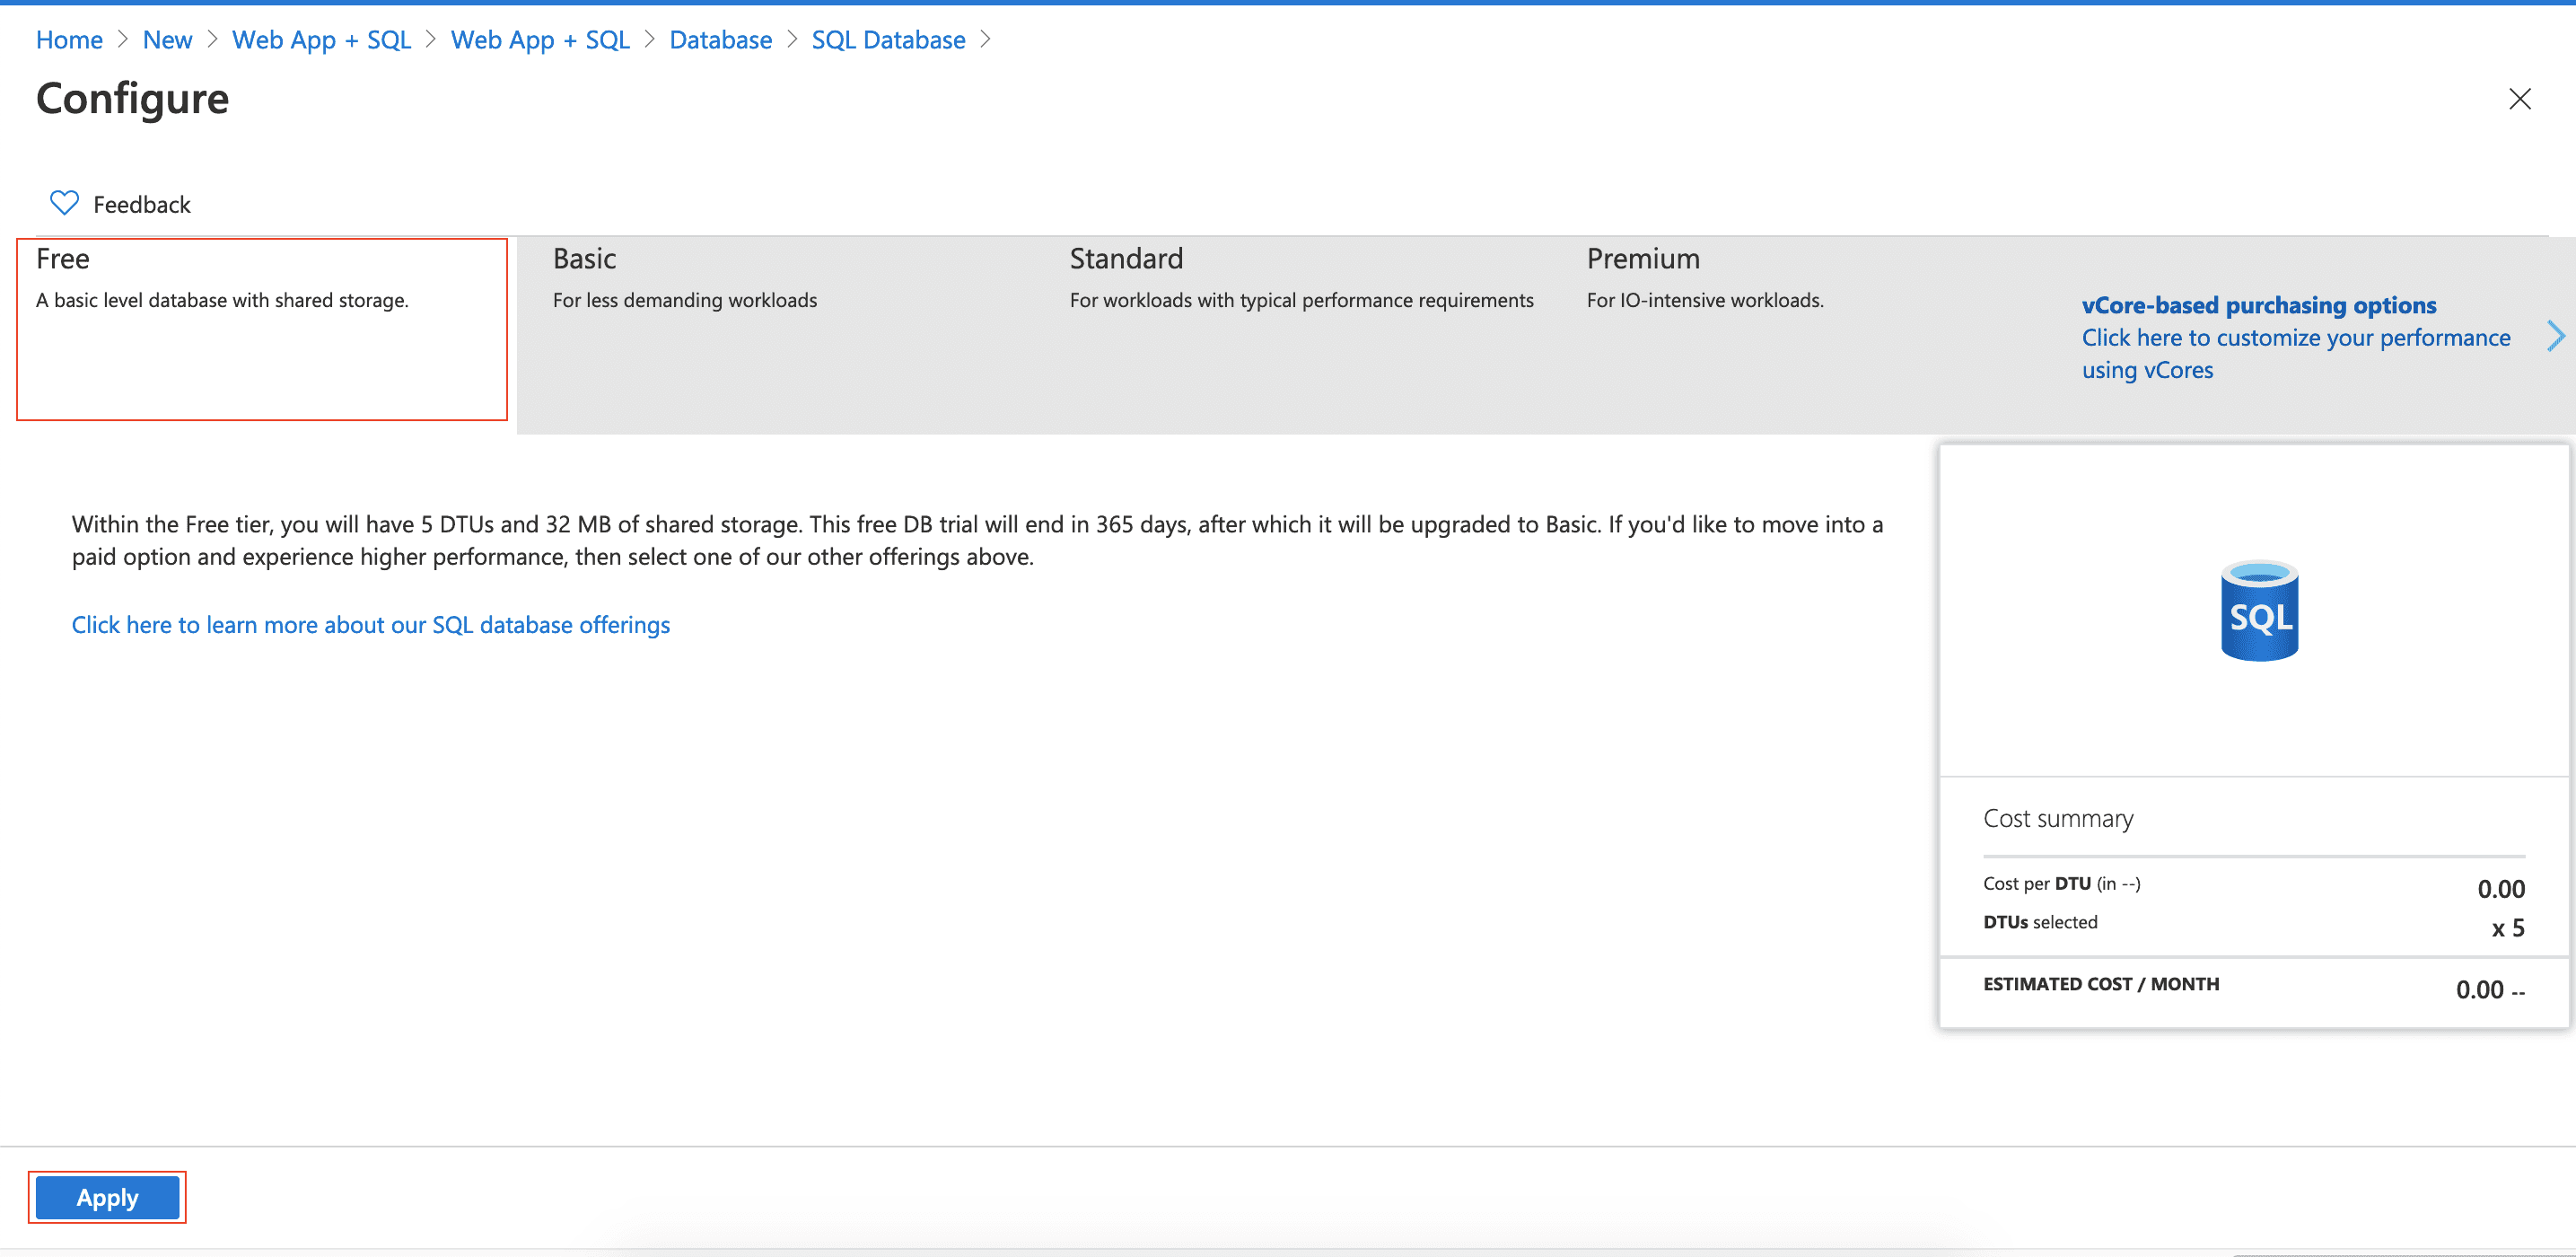 Home > New > Web App + SQL > Web App + SQL > Database > SQL Database >
Configure
Feedback
Free
A basic level database with shared storage.
Basic
For less demanding workloads
Standard
For workloads with typical performance requirements
Premium
For IO-intensive workloads.
vCore-based purchasing options
Click here to customize your performance
using vCores
Within the Free tier, you will have 5 DTUs and 32 MB of shared storage. This free DB trial will end in 365 days, after which it will be upgraded to Basic. If you'd like to move into a
paid option and experience higher performance, then select one of our other offerings above.
Click here to learn more about our SQL database offerings
SQL
Cost summary
Cost per DTU (in --) 0.00
DTUs selected x 5
ESTIMATED COST / MONTH 0.00 --
Apply